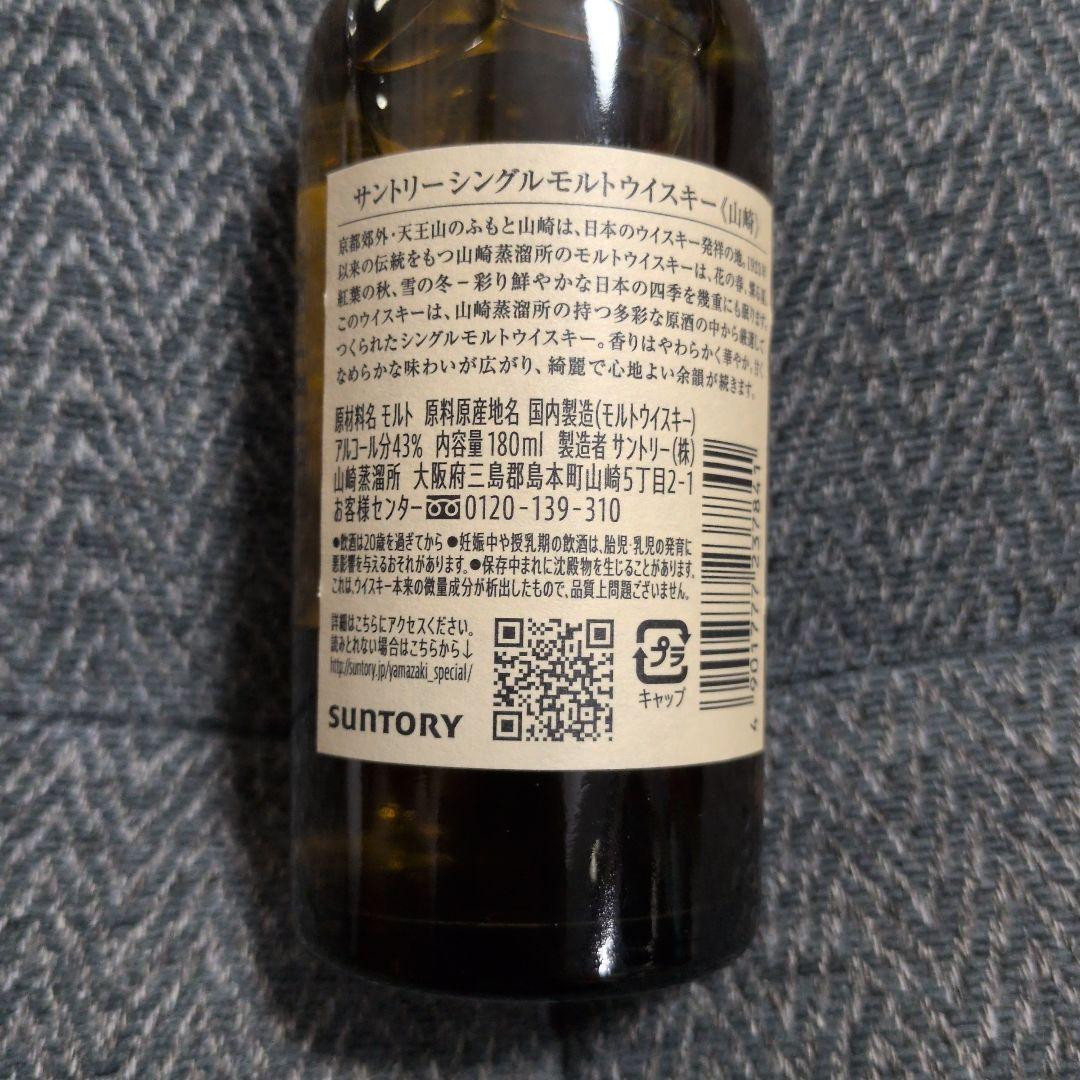 サントリーシングルモルトウイスキー《山崎》
京都郊外・天王山のふもと山崎は、日本のウイスキー発祥の地。1923年
以来の伝統をもつ山崎蒸溜所のモルトウイスキーは、花の春、
紅葉の秋、雪の冬−彩り鮮やかな日本の四季を幾重にも眠ります。
このウイスキーは、山崎蒸溜所の持つ多彩な原酒の中から厳選して
つくられたシングルモルトウイスキー。香りはやわらかく華やか。甘く
なめらかな味わいが広がり、綺麗で心地よい余韻が続きます。
原材料名 モルト 原料原産地名 国内製造(モルトウイスキー)
アルコール分43% 内容量180ml 製造者 サントリー(株)
山崎蒸溜所 大阪府三島郡島本町山崎5丁目2-1
お客様センター 0120-139-310
●飲酒は20歳を過ぎてから ●妊娠中や授乳期の飲酒は、胎児・乳児の発育に
悪影響を与えるおそれがあります。●保存中まれに沈殿物を生じることがあります。
これは、ウイスキー本来の微量成分が析出したもので、品質上問題ございません。
詳細はこちらにアクセスください。
読みとれない場合はこちらから↓
http://suntory.jp/yamazaki_special/
SUNTORY
プラ
キャップ
4 901777 237841